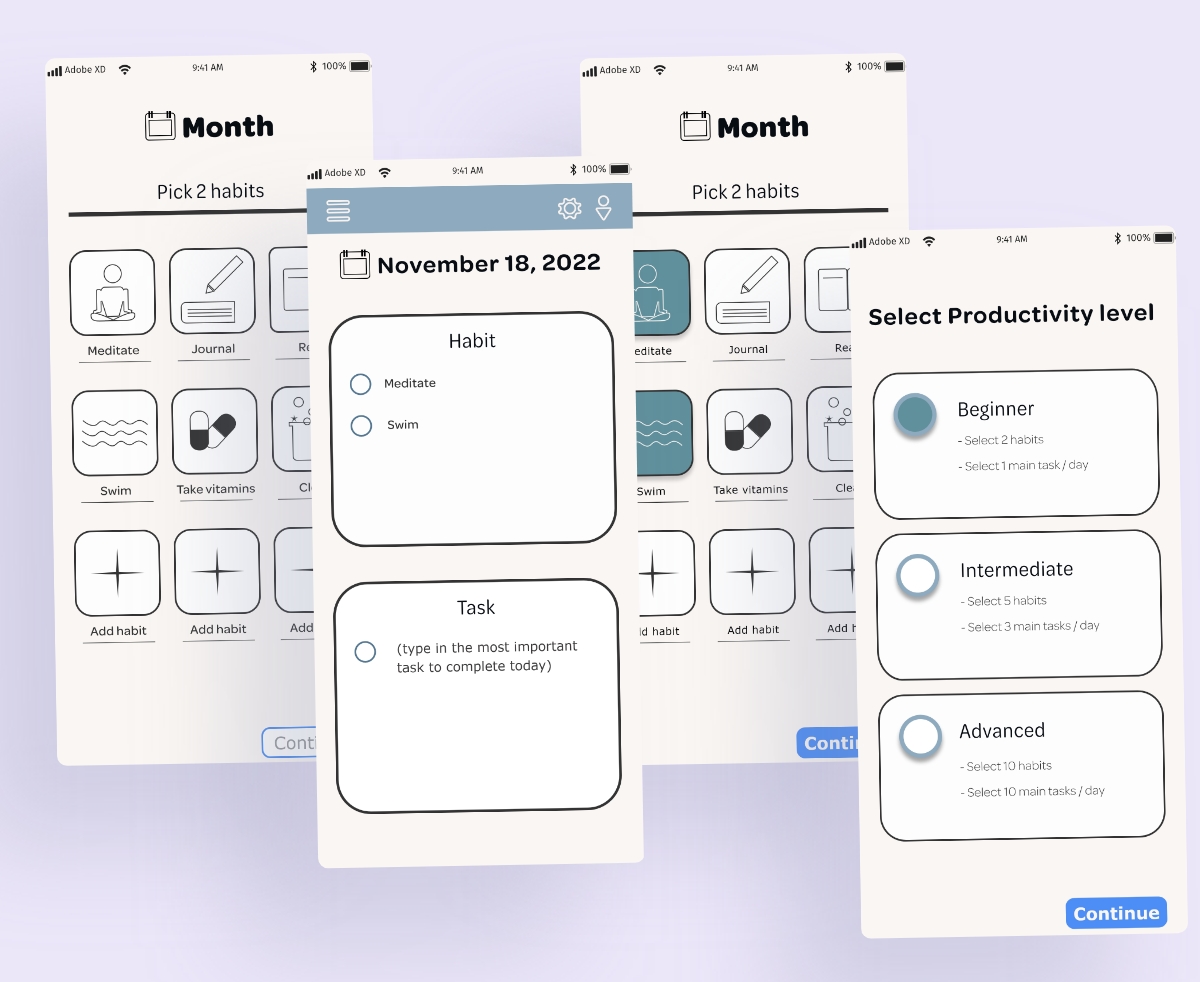 Adobe XD 9:41 AM 100%
Month
Pick 2 habits
Meditate Journal
Swim Take vitamins
Add habit Add habit Add
Adobe XD 9:41 AM 100%
November 18, 2022
Habit
Meditate
Swim
Task
(type in the most important
task to complete today)
Adobe XD 9:41 AM 100%
Month
Pick 2 habits
editate Journal Rea
Swim Take vitamins Clea
dd habit Add habit Add h
Contin
Adobe XD 9:41 AM 100%
Select Productivity level
Beginner
- Select 2 habits
- Select 1 main task / day
Intermediate
- Select 5 habits
- Select 3 main tasks / day
Advanced
- Select 10 habits
- Select 10 main tasks / day
Continue